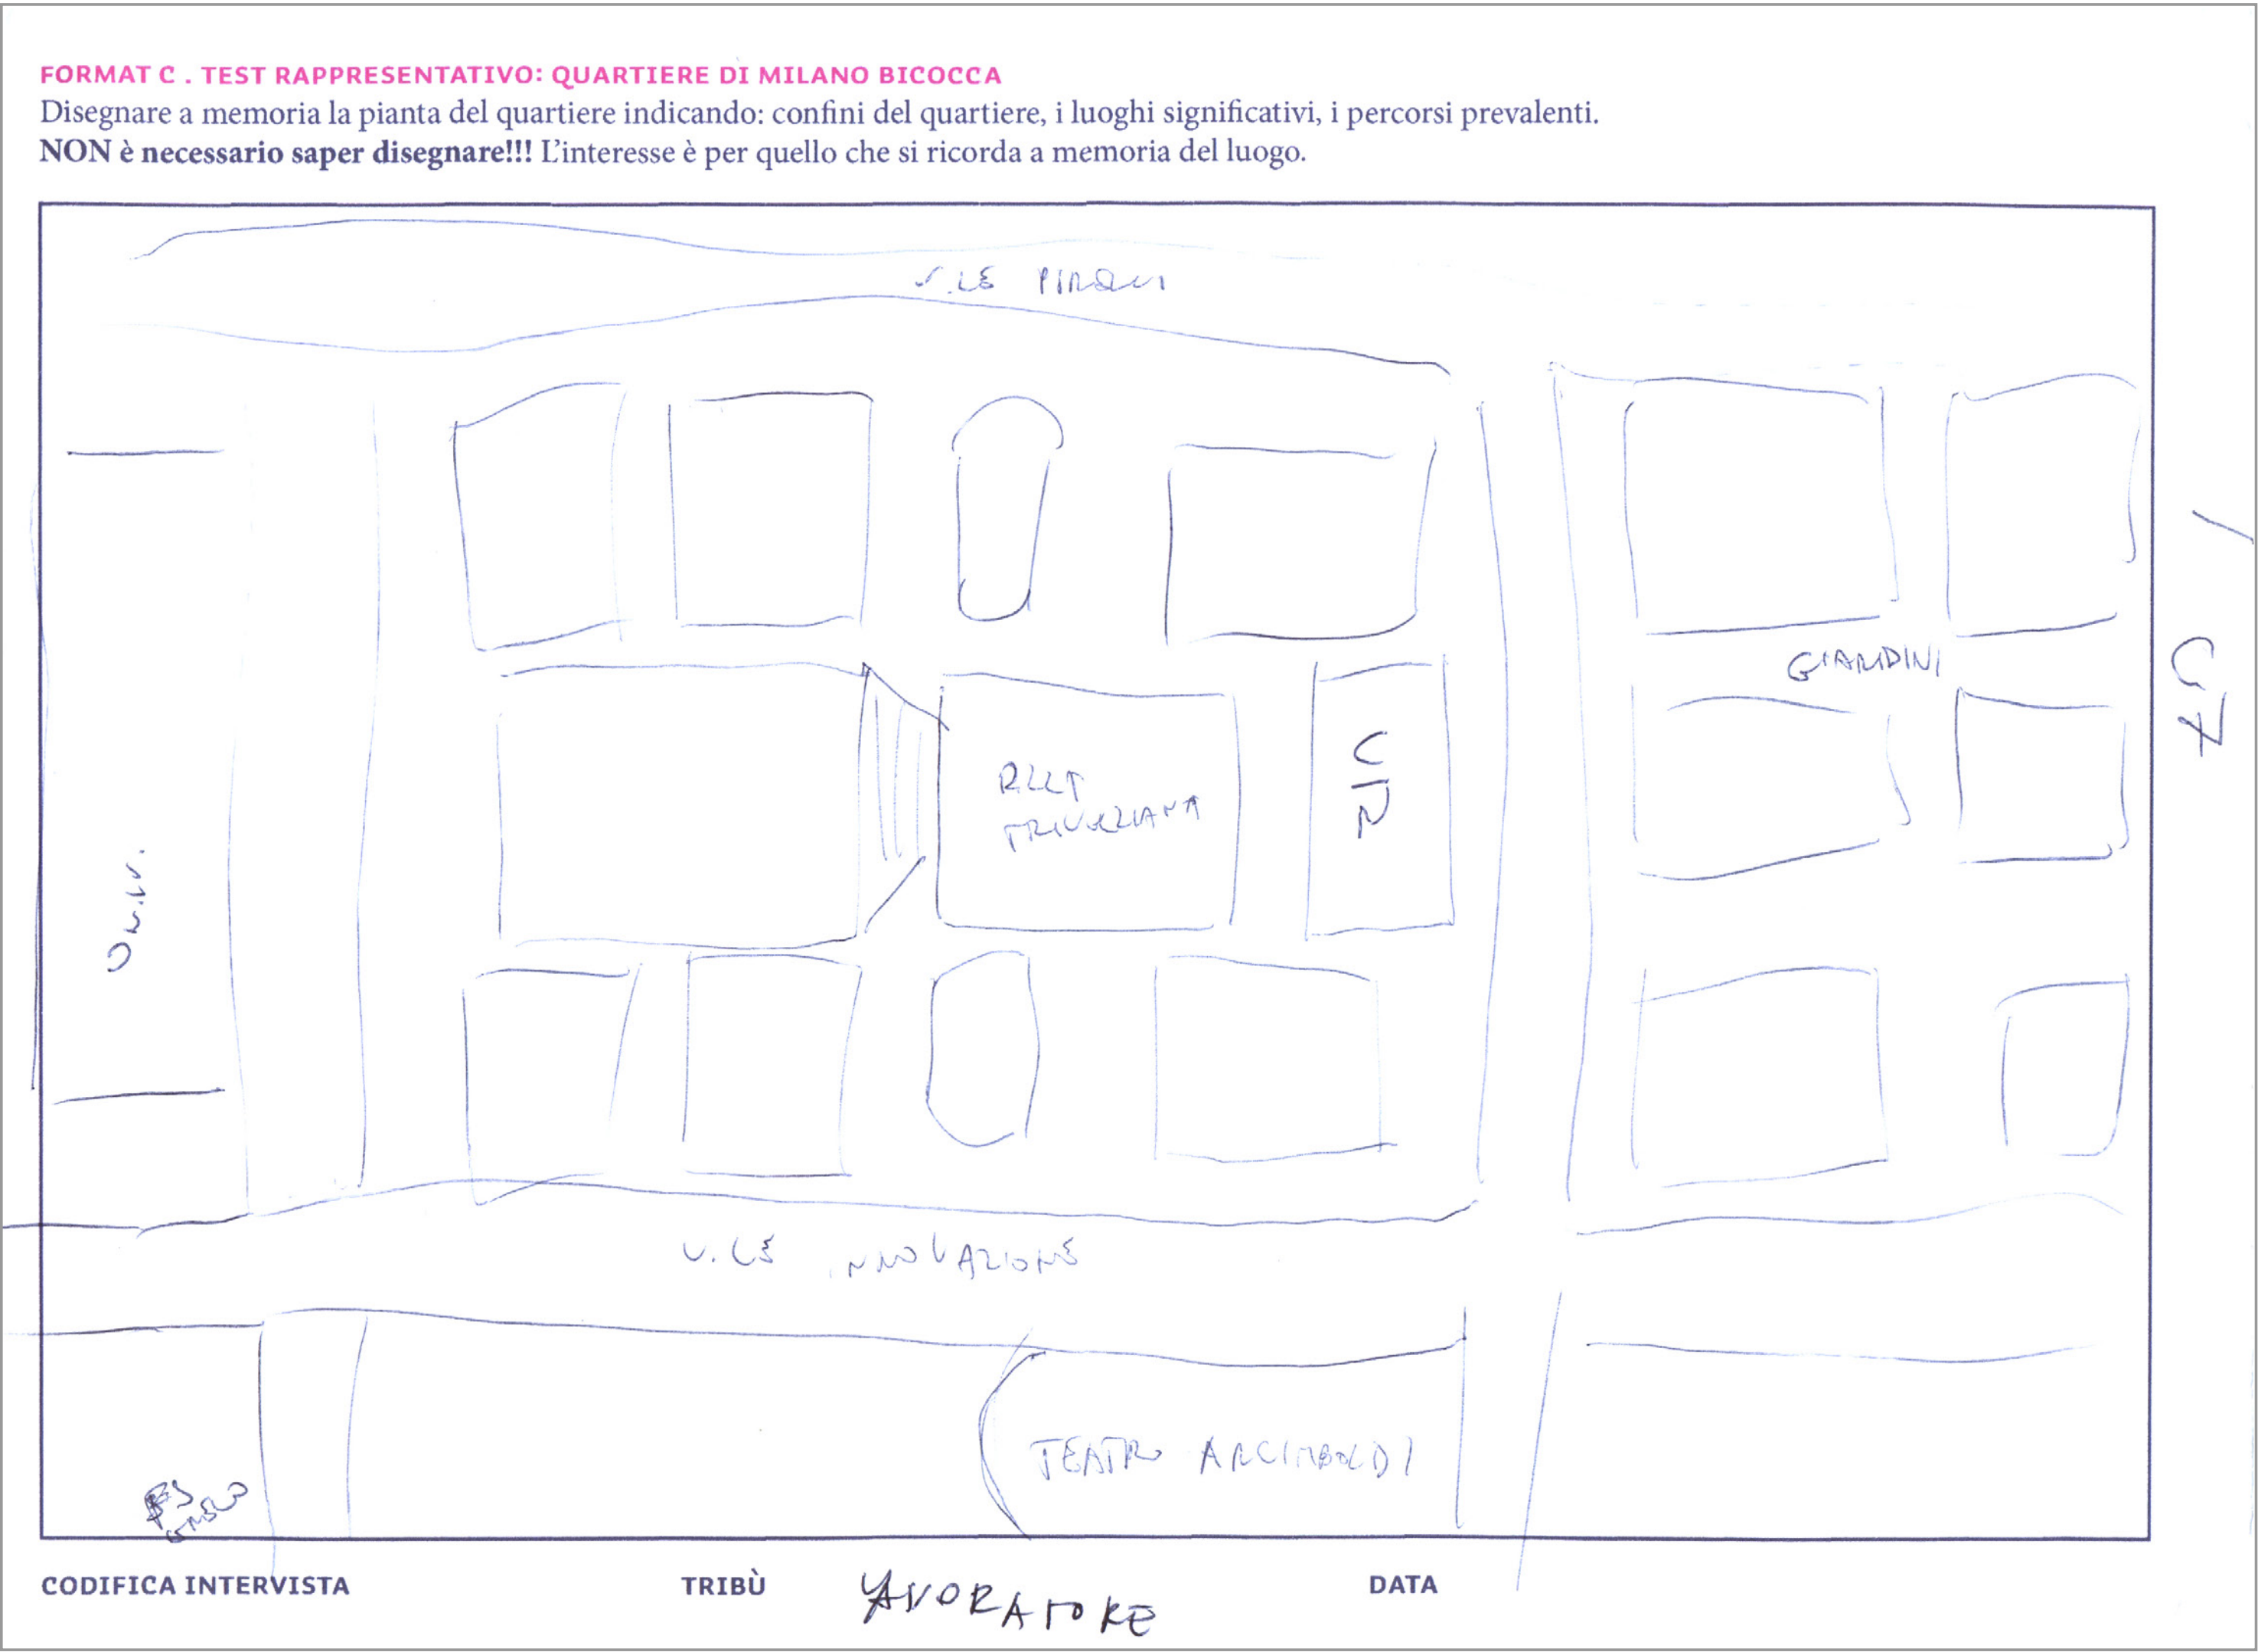 FORMAT C . TEST RAPPRESENTATIVO: QUARTIERE DI MILANO BICOCCA
Disegnare a memoria la pianta del quartiere indicando: confini del quartiere, i luoghi significativi, i percorsi prevalenti.
NON è necessario saper disegnare!!! L'interesse è per quello che si ricorda a memoria del luogo.
V.LE PIRELLI
GIARDINI
C7
U.C.I.
UNIV.
V.LE INNOVAZIONE
TEATRO ARCIMBOLDI
CODIFICA INTERVISTA
TRIBÙ
LAVORATORE
DATA